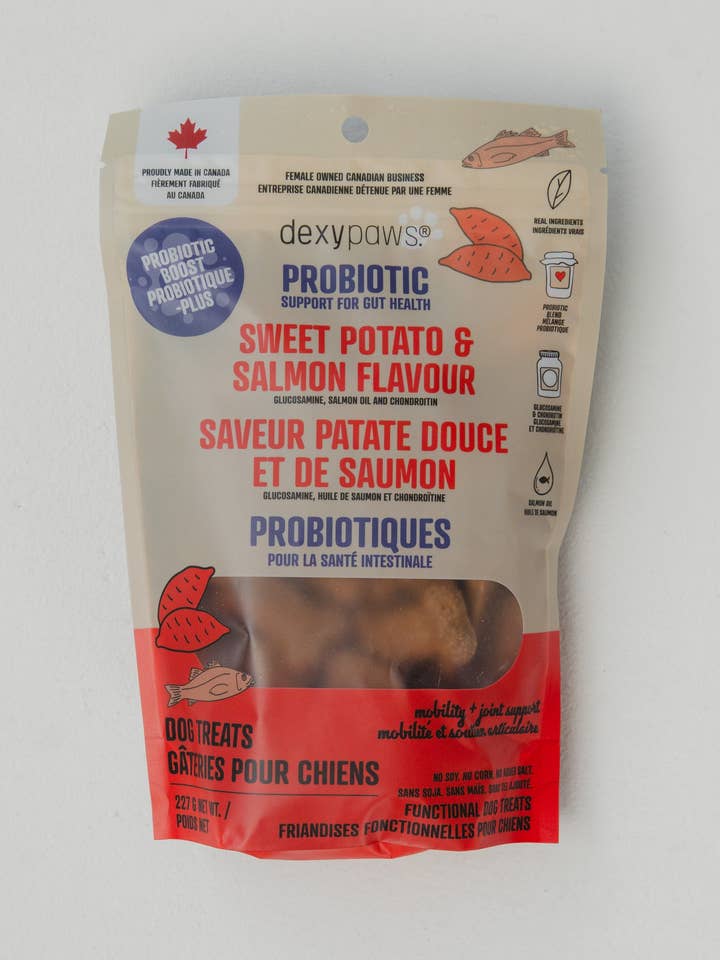 PROUDLY MADE IN CANADA
FIÈREMENT FABRIQUÉ
AU CANADA
FEMALE OWNED CANADIAN BUSINESS
ENTREPRISE CANADIENNE DÉTENUE PAR UNE FEMME
dexypaws®
PROBIOTIC
BOOST
PROBIOTIQUE
-PLUS
PROBIOTIC
SUPPORT FOR GUT HEALTH
SWEET POTATO &
SALMON FLAVOUR
GLUCOSAMINE, SALMON OIL AND CHONDROITIN
SAVEUR PATATE DOUCE
ET DE SAUMON
GLUCOSAMINE, HUILE DE SAUMON ET CHONDROÏTINE
PROBIOTIQUES
POUR LA SANTÉ INTESTINALE
REAL INGREDIENTS
INGRÉDIENTS VRAIS
PROBIOTIC
BLEND
MÉLANGE
PROBIOTIQUE
GLUCOSAMINE
& CHONDROTIN
GLUCOSAMINE
ET CHONDROÏTINE
SALMON OIL
HUILE DE SAUMON
mobility + joint support
mobilité et soutien articulaire
DOG TREATS
GÂTERIES POUR CHIENS
227 G NET WT. /
POIDS NET
NO SOY, NO CORN, NO ADDED SALT.
SANS SOJA, SANS MAÏS, SANS SEL AJOUTÉ.
FUNCTIONAL DOG TREATS
FRIANDISES FONCTIONNELLES POUR CHIENS